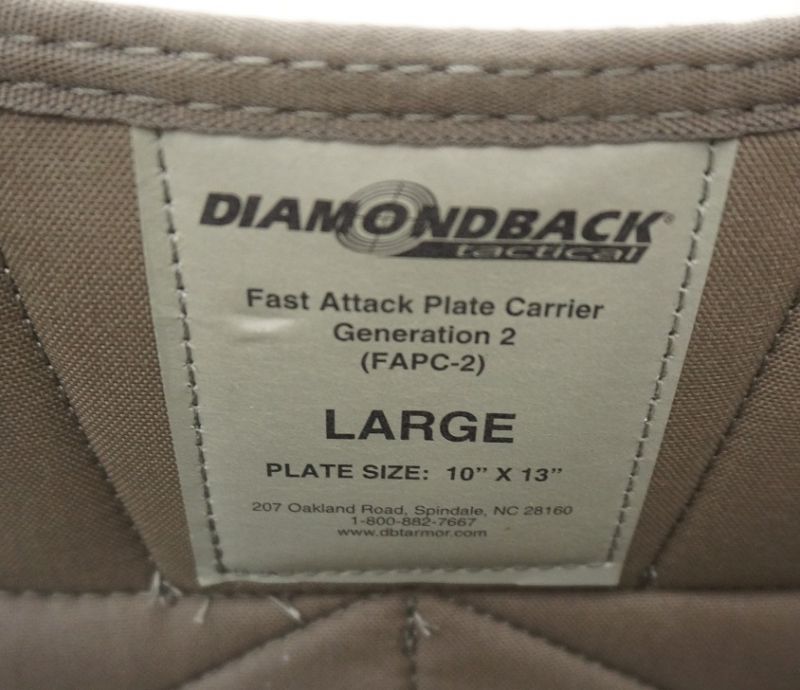 DIAMONDBACK®
tactical
Fast Attack Plate Carrier
Generation 2
(FAPC-2)
LARGE
PLATE SIZE: 10" X 13"
207 Oakland Road, Spindale, NC 28160
1-800-882-7667
www.dbtarmor.com